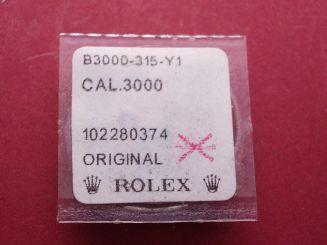 B3000-315-Y1
CAL.3000
102280374
ORIGINAL
ROLEX